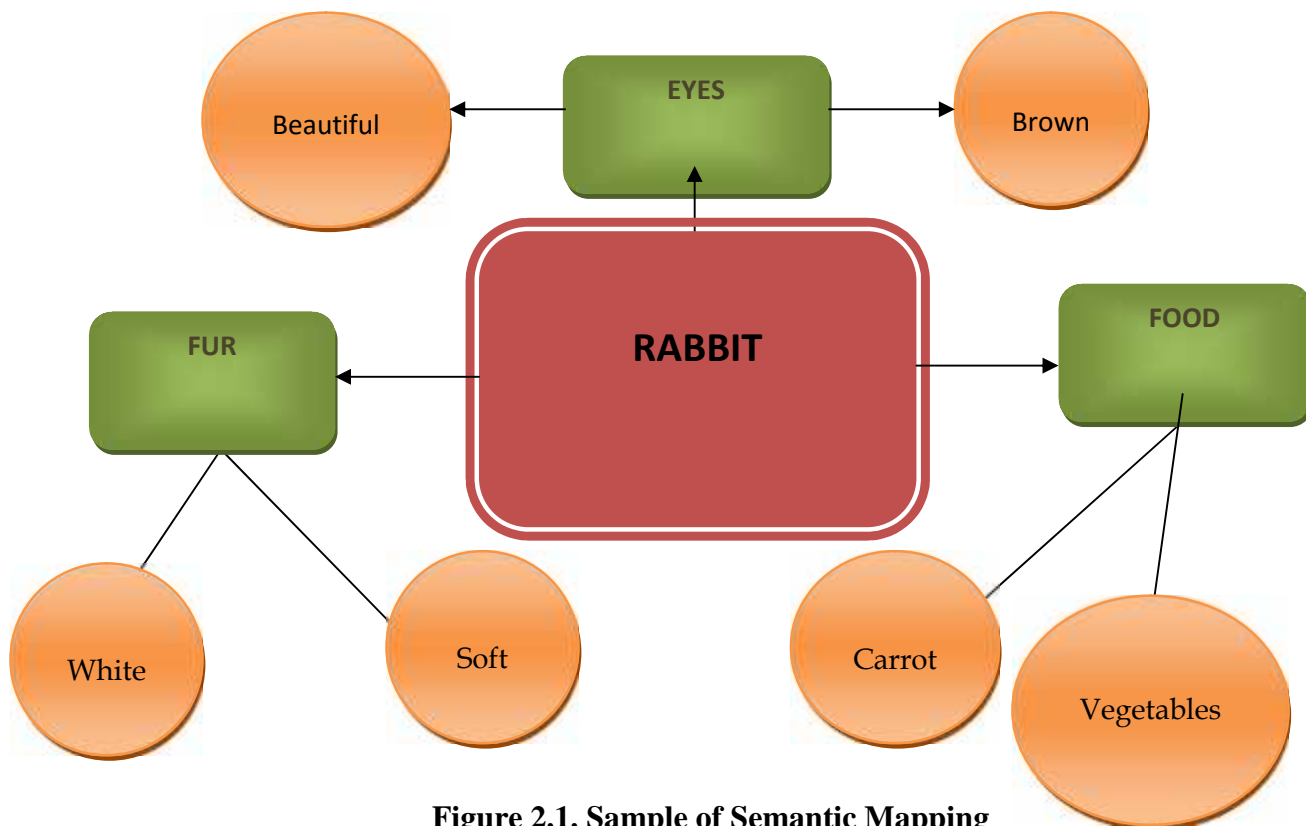 EYES
Beautiful
Brown
RABBIT
FUR
FOOD
White
Soft
Carrot
Vegetables
Figure 2.1. Sample of Semantic Mapping